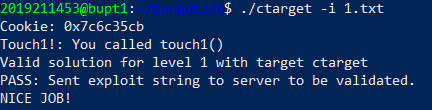 2019211453@bupt1:~/target328$ ./ctarget -i 1.txt
Cookie: 0x7c6c35cb
Touch1!: You called touch1()
Valid solution for level 1 with target ctarget
PASS: Sent exploit string to server to be validated.
NICE JOB!